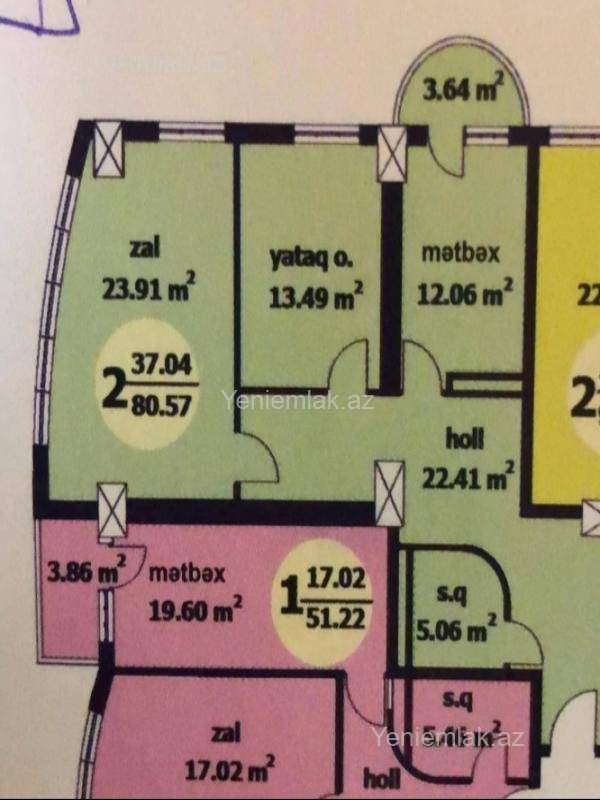 3.64 m²
zal
23.91 m²
yataq o.
13.49 m²
mətbəx
12.06 m²
22
2 37.04
80.57
2
Yeniemlak.az
holl
22.41 m²
3.86 m²
mətbəx
19.60 m²
1 17.02
51.22
s.q
5.06 m²
s.q
zal
17.02 m²
Yeniemlak.az
holl